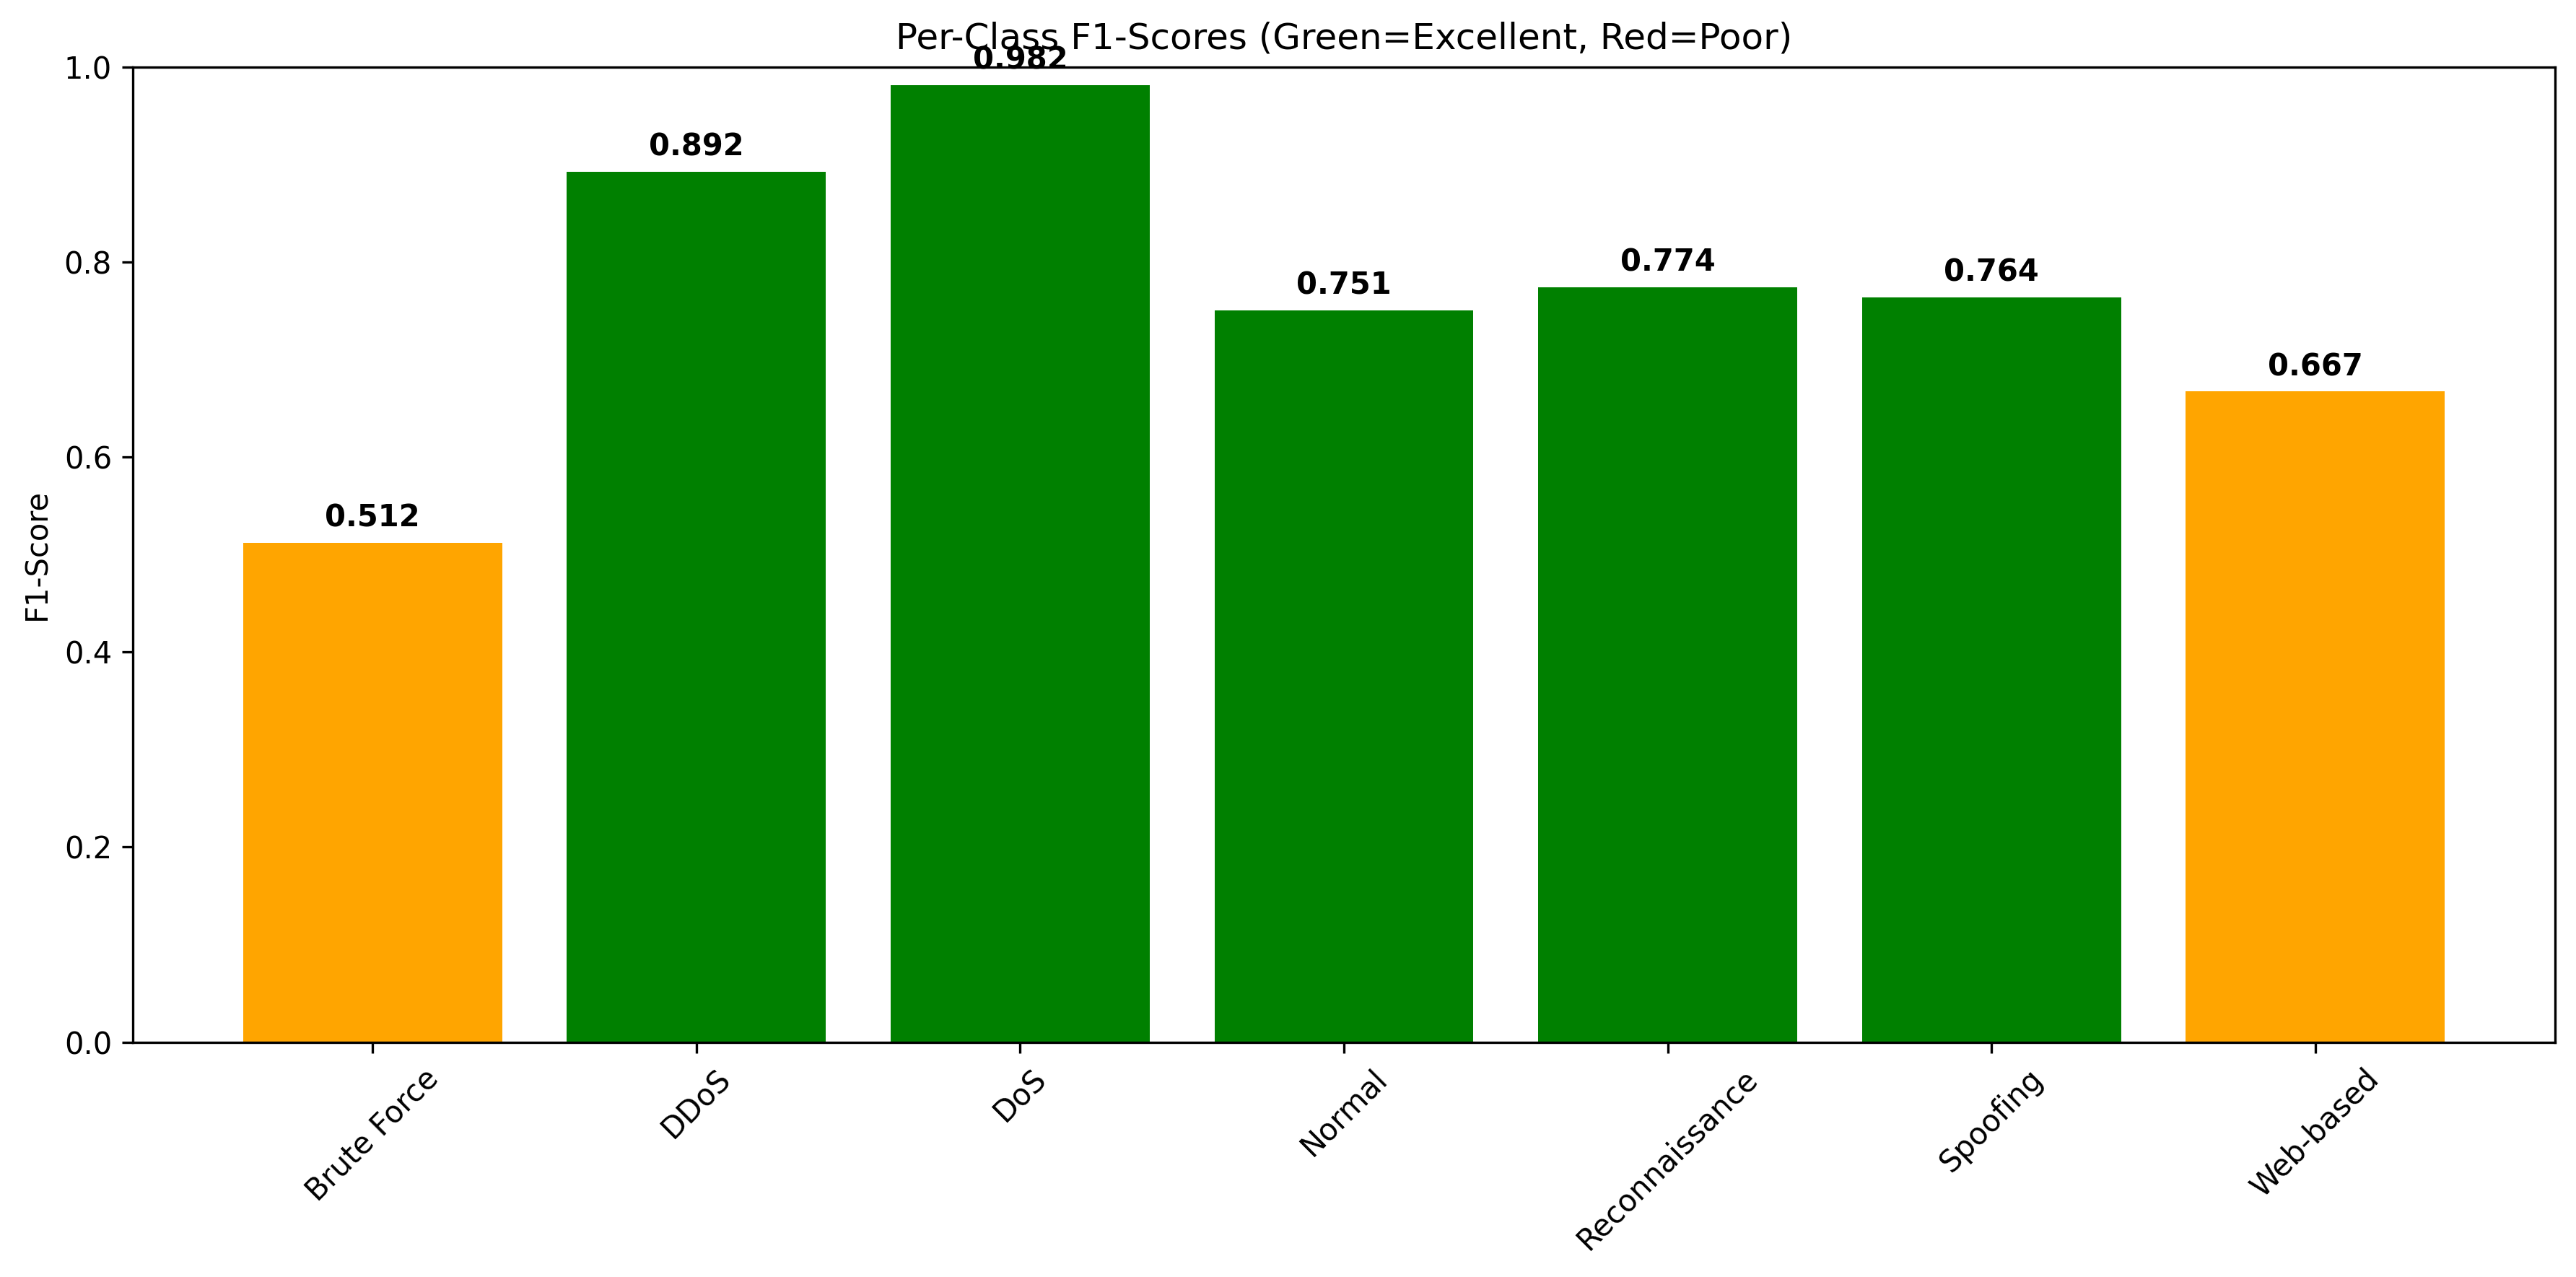 Per-Class F1-Scores (Green=Excellent, Red=Poor)
0.982
1.0
0.892
0.8
0.774
0.764
0.751
0.667
0.6
0.512
F1-Score
0.4
0.2
0.0
Brute Force
DDoS
DoS
Normal
Reconnaissance
Spoofing
Web-based